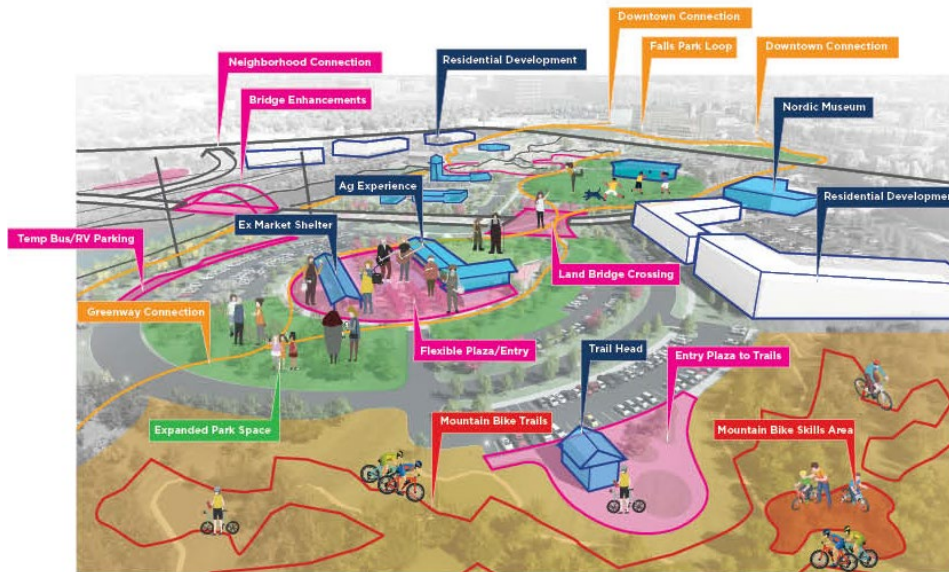 Downtown Connection
Neighborhood Connection
Residential Development
Falls Park Loop
Downtown Connection
Bridge Enhancements
Nordic Museum
Ag Experience
Residential Development
Ex Market Shelter
Temp Bus/RV Parking
Land Bridge Crossing
Greenway Connection
Flexible Plaza/Entry
Trail Head
Entry Plaza to Trails
Expanded Park Space
Mountain Bike Trails
Mountain Bike Skills Area